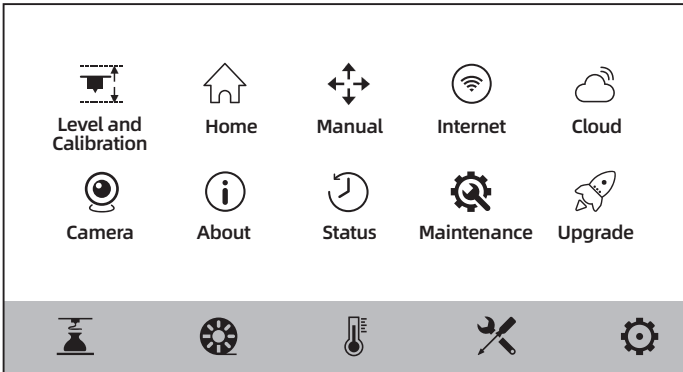 Level and
Calibration
Home
Manual
Internet
Cloud
Camera
About
Status
Maintenance
Upgrade